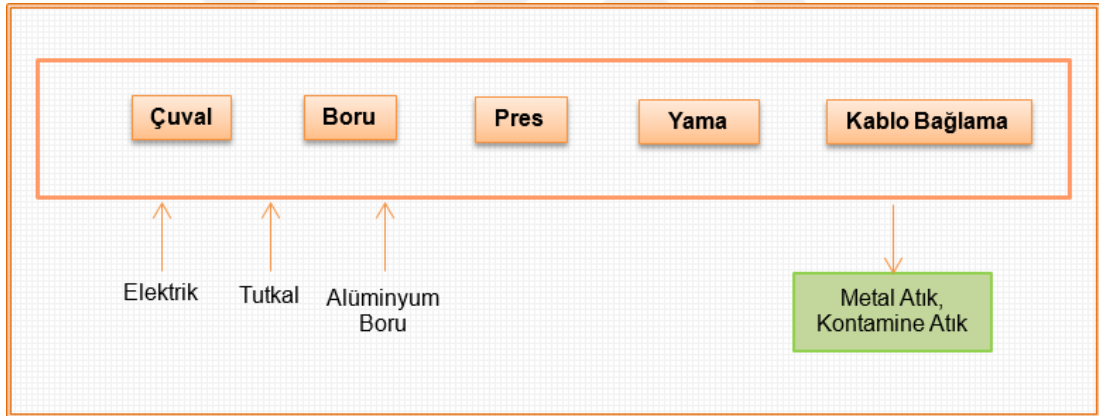 Çuval
Boru
Pres
Yama
Kablo Bağlama
Elektrik
Tutkal
Alüminyum
Boru
Metal Atık,
Kontamine Atık